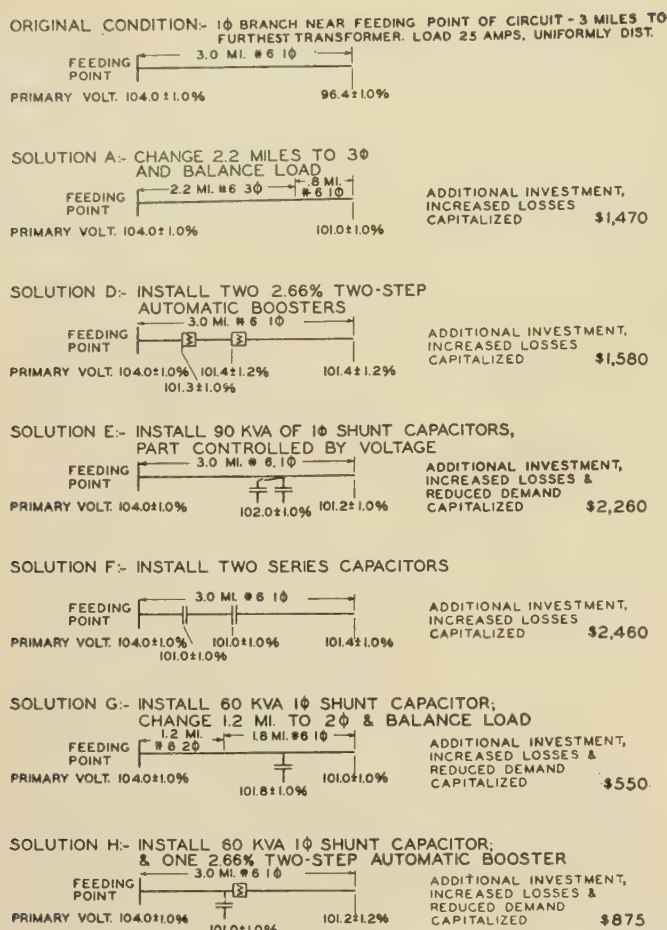 ORIGINAL CONDITION:- 1Φ BRANCH NEAR FEEDING POINT OF CIRCUIT - 3 MILES TO
FURTHEST TRANSFORMER. LOAD 25 AMPS, UNIFORMLY DIST.
3.0 MI. #6 1Φ
FEEDING
POINT
PRIMARY VOLT. 104.0±1.0% 96.4±1.0%
SOLUTION A:- CHANGE 2.2 MILES TO 3Φ
AND BALANCE LOAD
2.2 MI. #6 3Φ .8 MI.
#6 1Φ
FEEDING
POINT
PRIMARY VOLT. 104.0±1.0% 101.0±1.0%
ADDITIONAL INVESTMENT,
INCREASED LOSSES
CAPITALIZED $1,470
SOLUTION D:- INSTALL TWO 2.66% TWO-STEP
AUTOMATIC BOOSTERS
3.0 MI. #6 1Φ
FEEDING
POINT
PRIMARY VOLT. 104.0±1.0% 101.4±1.2% 101.4±1.2%
101.3±1.0%
ADDITIONAL INVESTMENT,
INCREASED LOSSES
CAPITALIZED $1,580
SOLUTION E:- INSTALL 90 KVA OF 1Φ SHUNT CAPACITORS,
PART CONTROLLED BY VOLTAGE
3.0 MI. #6. 1Φ
FEEDING
POINT
PRIMARY VOLT. 104.0±1.0% 102.0±1.0% 101.2±1.0%
ADDITIONAL INVESTMENT,
INCREASED LOSSES &
REDUCED DEMAND
CAPITALIZED $2,260
SOLUTION F:- INSTALL TWO SERIES CAPACITORS
3.0 MI. #6 1Φ
FEEDING
POINT
PRIMARY VOLT. 104.0±1.0% 101.0±1.0% 101.4±1.0%
101.0±1.0%
ADDITIONAL INVESTMENT,
INCREASED LOSSES
CAPITALIZED $2,460
SOLUTION G:- INSTALL 60 KVA 1Φ SHUNT CAPACITOR;
CHANGE 1.2 MI. TO 2Φ & BALANCE LOAD
1.2 MI. 1.8 MI. #6 1Φ
#6 2Φ
FEEDING
POINT
PRIMARY VOLT. 104.0±1.0% 101.0±1.0%
101.8±1.0%
ADDITIONAL INVESTMENT,
INCREASED LOSSES &
REDUCED DEMAND
CAPITALIZED $550
SOLUTION H:- INSTALL 60 KVA 1Φ SHUNT CAPACITOR;
& ONE 2.66% TWO-STEP AUTOMATIC BOOSTER
3.0 MI. #6 1Φ
FEEDING
POINT
PRIMARY VOLT. 104.0±1.0% 101.2±1.2%
101.0±1.0%
ADDITIONAL INVESTMENT,
INCREASED LOSSES &
REDUCED DEMAND
CAPITALIZED $875